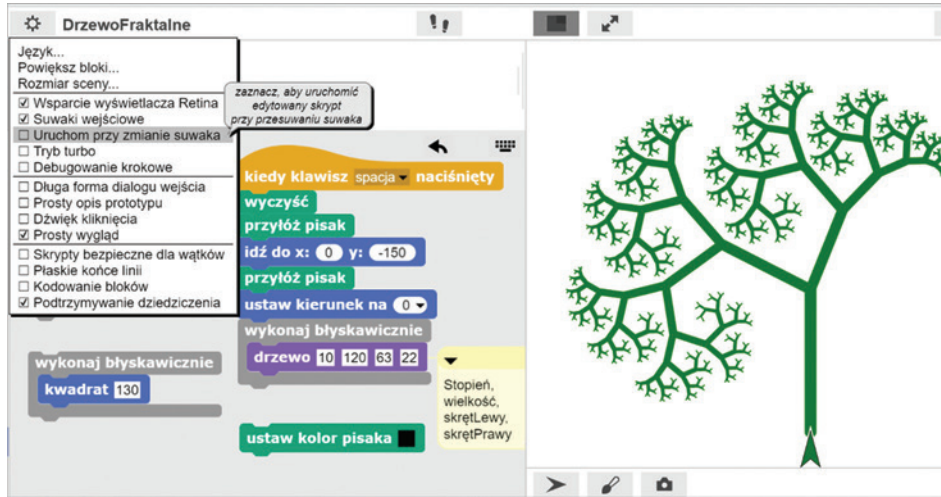 DrzewoFraktalne
Język...
Powiększ bloki...
Rozmiar sceny...
Wsparcie wyświetlacza Retina
Suwaki wejściowe
Uruchom przy zmianie suwaka
Tryb turbo
Debugowanie krokowe
Długa forma dialogu wejścia
Prosty opis prototypu
Dźwięk kliknięcia
Prosty wygląd
Skrypty bezpieczne dla wątków
Płaskie końce linii
Kodowanie bloków
Podtrzymywanie dziedziczenia
zaznacz, aby uruchomić
edytowany skrypt
przy przesuwaniu suwaka
kiedy klawisz spacja naciśnięty
wyczyść
przyłóż pisak
idź do x: 0 y: -150
przyłóż pisak
ustaw kierunek na 0
wykonaj błyskawicznie
drzewo 10 120 63 22
wykonaj błyskawicznie
kwadrat 130
Stopień,
wielkość,
skrętLewy,
skrętPrawy
ustaw kolor pisaka